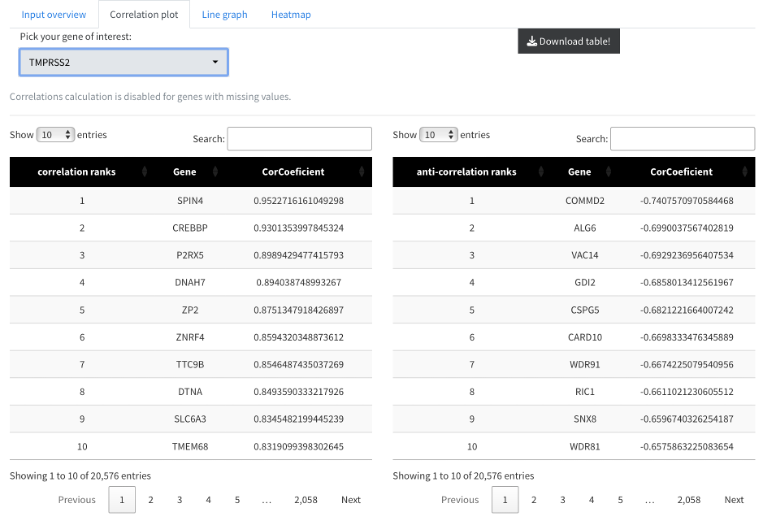 Input overview Correlation plot Line graph Heatmap
Pick your gene of interest:
Download table!
TMPRSS2
Correlations calculation is disabled for genes with missing values.
Show 10 entries Search:
correlation ranks Gene CorCoeficient
1 SPIN4 0.9522716161049298
2 CREBBP 0.9301353997845324
3 P2RX5 0.8989429477415793
4 DNAH7 0.894038748993267
5 ZP2 0.8751347918426897
6 ZNRF4 0.8594320348873612
7 TTC9B 0.8546487435037269
8 DTNA 0.8493590333217926
9 SLC6A3 0.8345482199445239
10 TMEM68 0.8319099398302645
Showing 1 to 10 of 20,576 entries
Previous 1 2 3 4 5 … 2,058 Next
Show 10 entries Search:
anti-correlation ranks Gene CorCoeficient
1 COMMD2 -0.7407570970584468
2 ALG6 -0.6990037567402819
3 VAC14 -0.6929236956407534
4 GDI2 -0.6858013412561967
5 CSPG5 -0.6821221664007242
6 CARD10 -0.6698333476345889
7 WDR91 -0.6674225079540956
8 RIC1 -0.6611021230605512
9 SNX8 -0.6596740326254187
10 WDR81 -0.6575863225083654
Showing 1 to 10 of 20,576 entries
Previous 1 2 3 4 5 … 2,058 Next